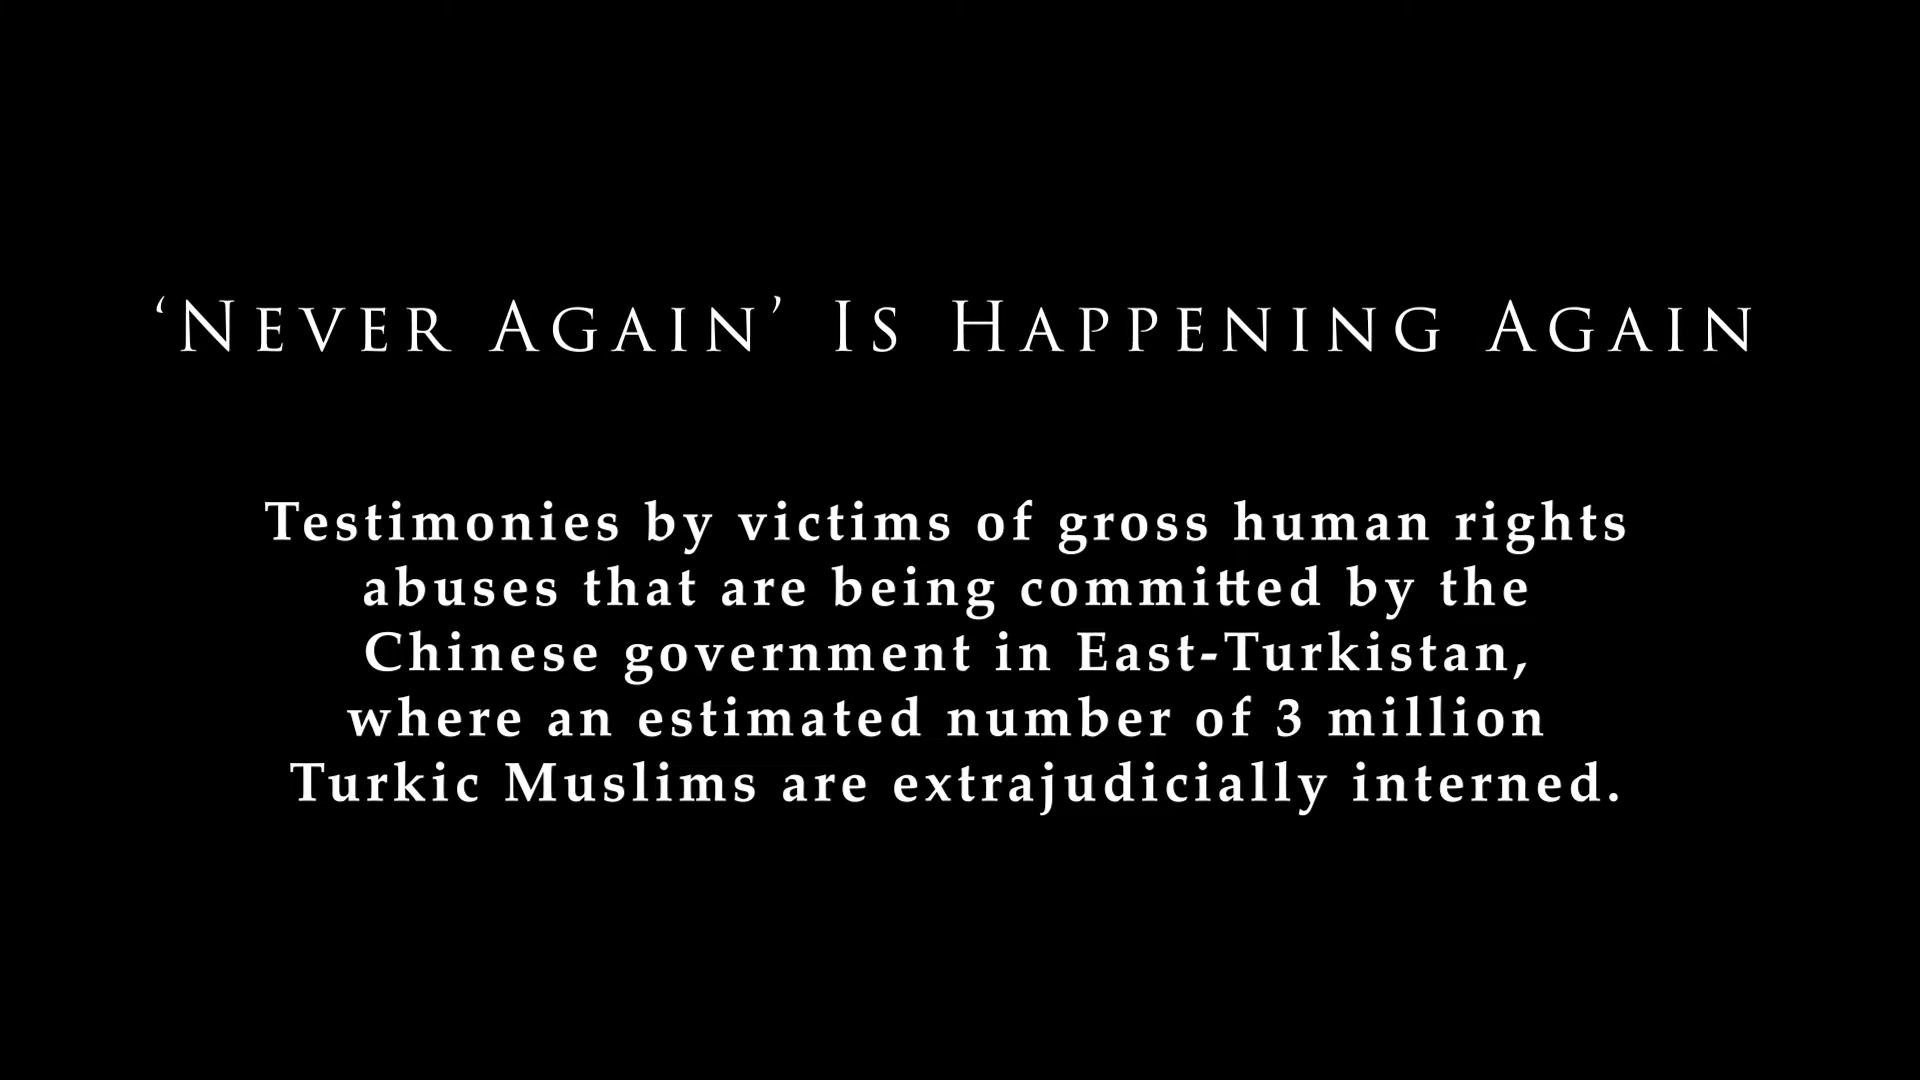 ‘Never Again’ Is Happening Again
Testimonies by victims of gross human rights
abuses that are being committed by the
Chinese government in East-Turkistan,
where an estimated number of 3 million
Turkic Muslims are extrajudicially interned.